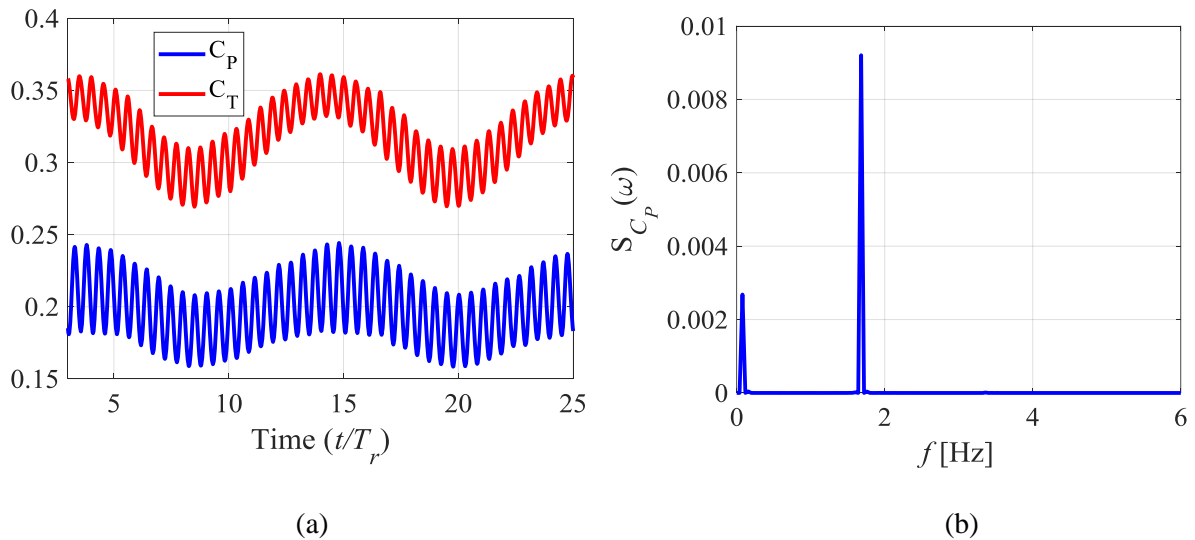 0.4
0.35
0.3
0.25
0.2
0.15
C_P
C_T
5 10 15 20 25
Time (t/T_r)
(a)
0.01
0.008
0.006
0.004
0.002
0
S_{C_P}(ω)
0 2 4 6
f [Hz]
(b)